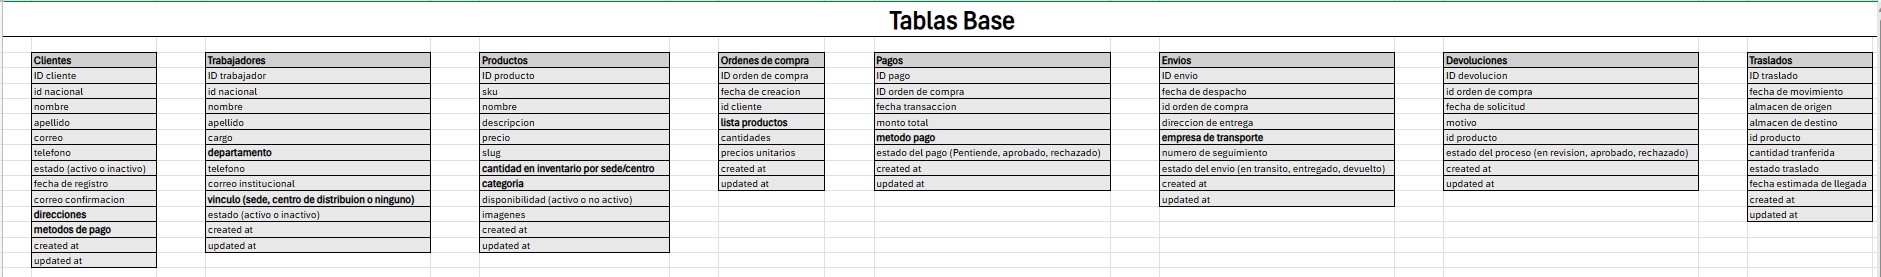 Tablas Base
Clientes
ID cliente
id nacional
nombre
apellido
correo
telefono
estado (activo o inactivo)
fecha de registro
correo confirmacion
direcciones
metodos de pago
created at
updated at
Trabajadores
ID trabajador
id nacional
nombre
apellido
cargo
departamento
telefono
correo institucional
vinculo (sede, centro de distribuion o ninguno)
estado (activo o inactivo)
created at
updated at
Productos
ID producto
sku
nombre
descripcion
precio
slug
cantidad en inventario por sede/centro
categoria
disponibilidad (activo o no activo)
imagenes
created at
updated at
Ordenes de compra
ID orden de compra
fecha de creacion
id cliente
lista productos
cantidades
precios unitarios
created at
updated at
Pagos
ID pago
ID orden de compra
fecha transaccion
monto total
metodo pago
estado del pago (Pentiende, aprobado, rechazado)
created at
updated at
Envios
ID envio
fecha de despacho
id orden de compra
direccion de entrega
empresa de transporte
numero de seguimiento
estado del envio (en transito, entregado, devuelto)
created at
updated at
Devoluciones
ID devolucion
id orden de compra
fecha de solicitud
motivo
id producto
estado del proceso (en revision, aprobado, rechazado)
created at
updated at
Traslados
ID traslado
fecha de movimiento
almacen de origen
almacen de destino
id producto
cantidad tranferida
estado traslado
fecha estimada de llegada
created at
updated at